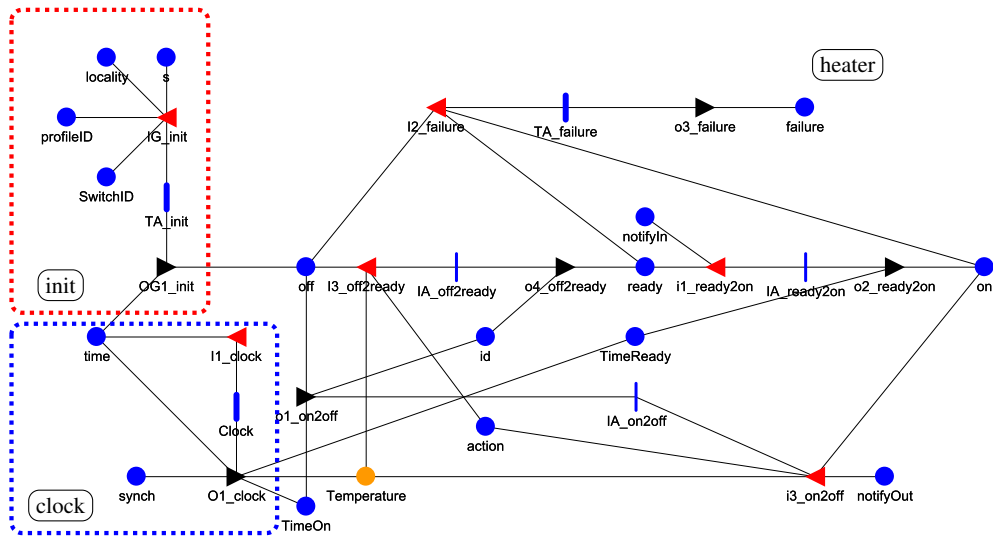 locality
s
heater
profileID
IG_init
I2_failure
TA_failure
o3_failure
failure
SwitchID
TA_init
notifyIn
init
OG1_init
off
I3_off2ready
IA_off2ready
o4_off2ready
ready
i1_ready2on
IA_ready2on
o2_ready2on
on
time
I1_clock
id
TimeReady
o1_on2off
IA_on2off
Clock
action
clock
synch
O1_clock
Temperature
i3_on2off
notifyOut
TimeOn